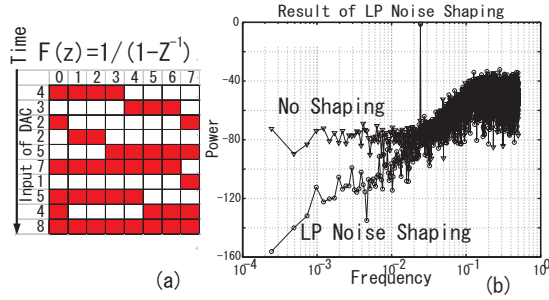 Time
F(z)=1/(1-Z⁻¹)
0 1 2 3 4 5 6 7
Input of DAC
4
3
2
2
5
7
1
5
4
8
(a)
Result of LP Noise Shaping
Power
0
-40
-80
-120
-160
No Shaping
LP Noise Shaping
10⁻⁴ 10⁻³ 10⁻² 10⁻¹ 10⁰
Frequency
(b)